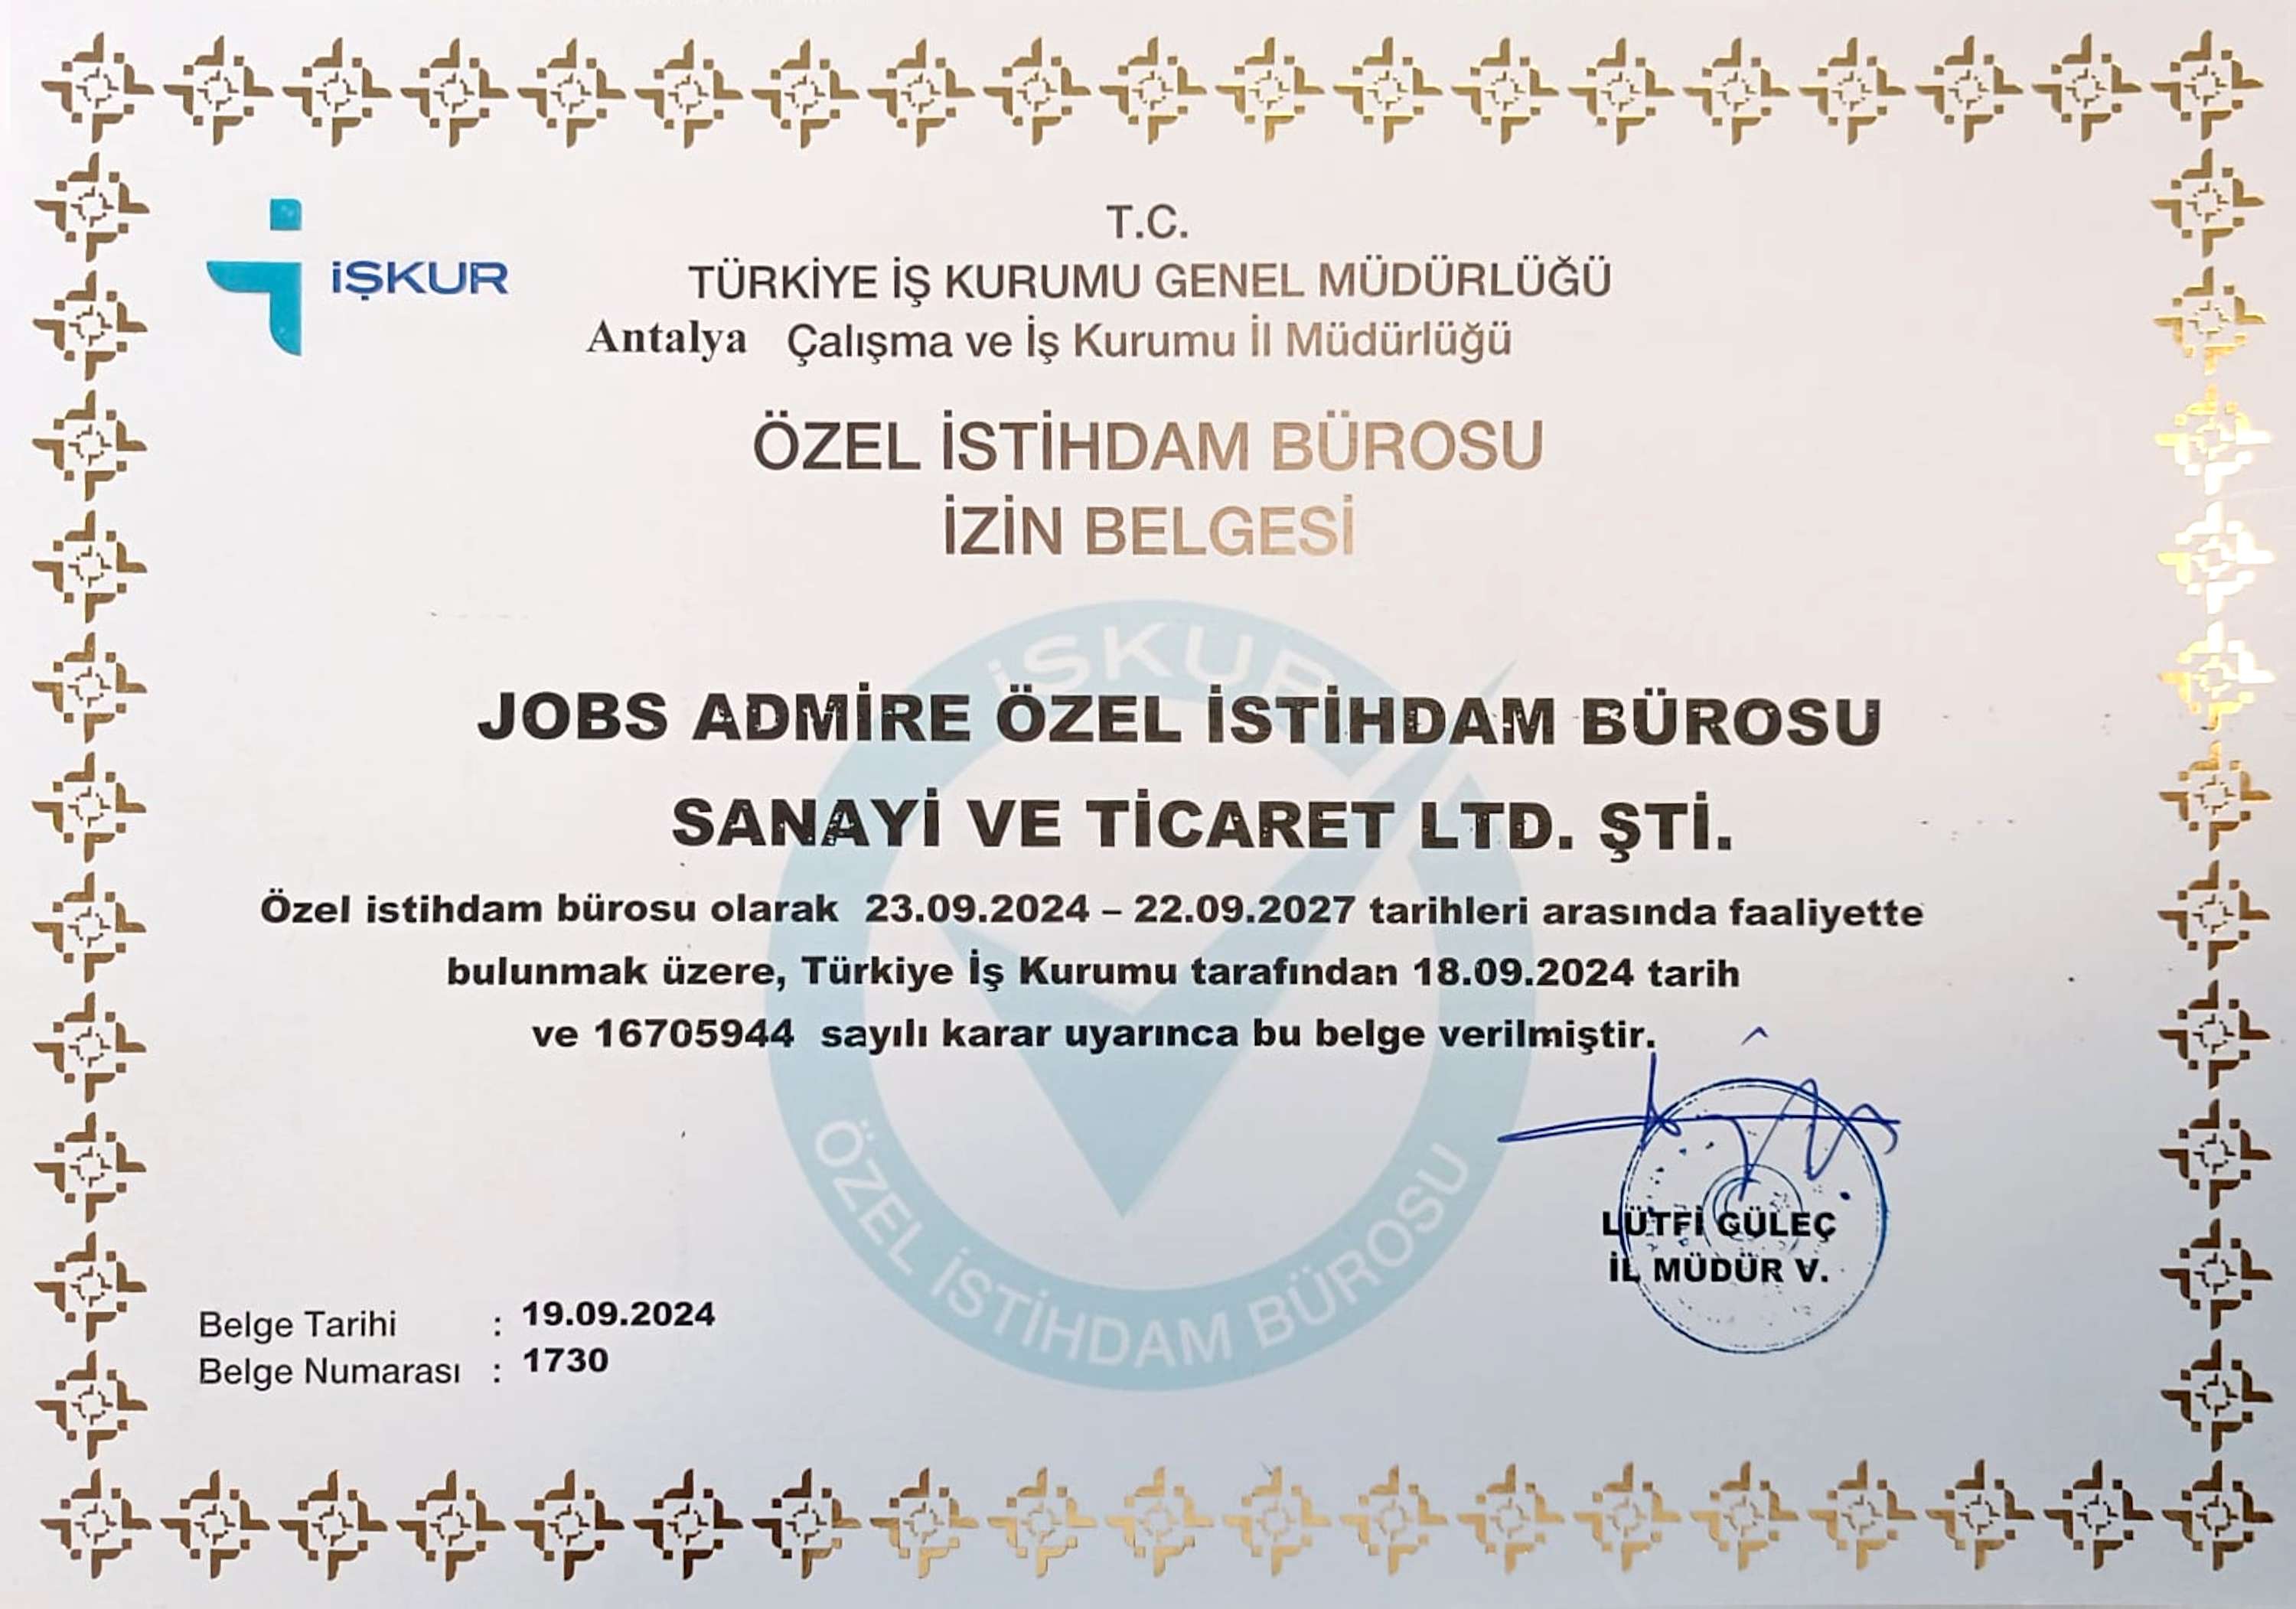 İŞKUR
T.C.
TÜRKİYE İŞ KURUMU GENEL MÜDÜRLÜĞÜ
Antalya Çalışma ve İş Kurumu İl Müdürlüğü
ÖZEL İSTİHDAM BÜROSU
İZİN BELGESİ
İŞKUR
JOBS ADMİRE ÖZEL İSTİHDAM BÜROSU
SANAYİ VE TİCARET LTD. ŞTİ.
Özel istihdam bürosu olarak 23.09.2024 – 22.09.2027 tarihleri arasında faaliyette
bulunmak üzere, Türkiye İş Kurumu tarafından 18.09.2024 tarih
ve 16705944 sayılı karar uyarınca bu belge verilmiştir.
ÖZEL İSTİHDAM BÜROSU
LÜTFİ GÜLEÇ
İL MÜDÜR V.
Belge Tarihi : 19.09.2024
Belge Numarası : 1730